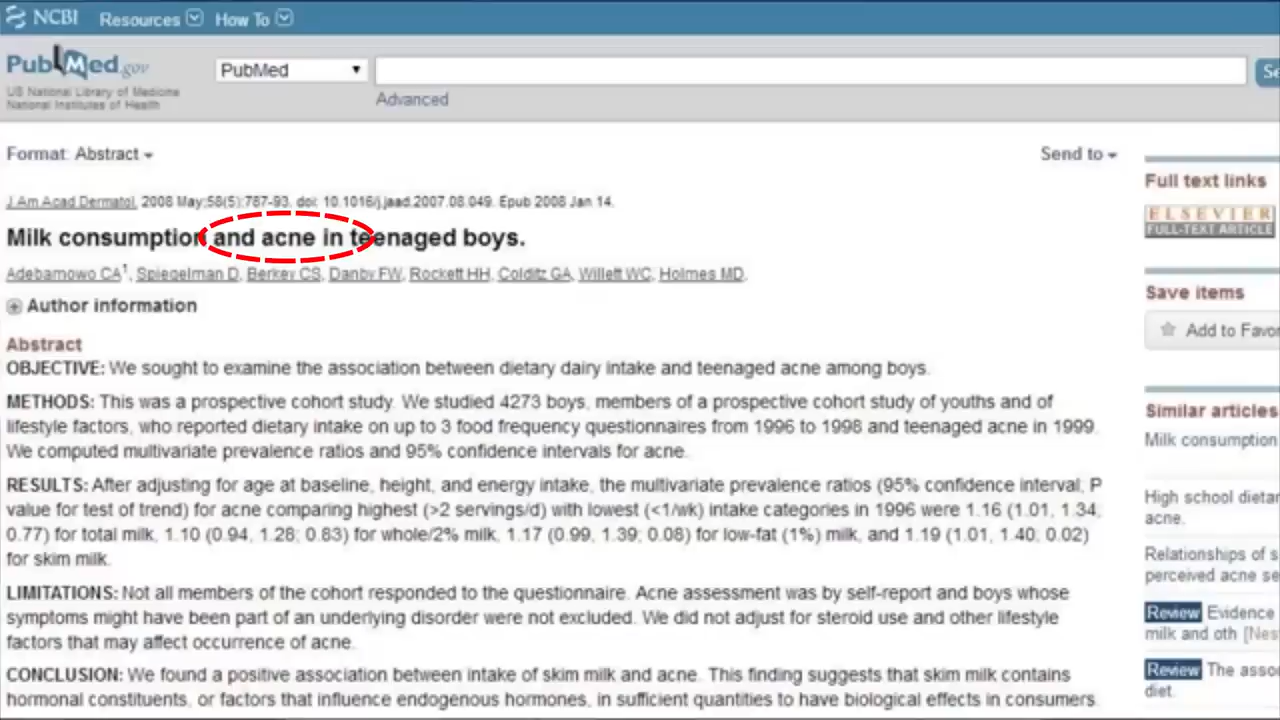 NCBI Resources How To
PubMed.gov
US National Library of Medicine
National Institutes of Health
PubMed
Se
Advanced
Format: Abstract
Send to
J Am Acad Dermatol. 2008 May;58(5):787-93. doi: 10.1016/j.jaad.2007.08.049. Epub 2008 Jan 14.
Milk consumption and acne in teenaged boys.
Adebamowo CA1, Spiegelman D, Berkey CS, Danby FW, Rockett HH, Colditz GA, Willett WC, Holmes MD.
Author information
Abstract
OBJECTIVE: We sought to examine the association between dietary dairy intake and teenaged acne among boys.
METHODS: This was a prospective cohort study. We studied 4273 boys, members of a prospective cohort study of youths and of
lifestyle factors, who reported dietary intake on up to 3 food frequency questionnaires from 1996 to 1998 and teenaged acne in 1999.
We computed multivariate prevalence ratios and 95% confidence intervals for acne.
RESULTS: After adjusting for age at baseline, height, and energy intake, the multivariate prevalence ratios (95% confidence interval; P
value for test of trend) for acne comparing highest (>2 servings/d) with lowest (<1/wk) intake categories in 1996 were 1.16 (1.01, 1.34;
0.77) for total milk, 1.10 (0.94, 1.28; 0.83) for whole/2% milk, 1.17 (0.99, 1.39; 0.08) for low-fat (1%) milk, and 1.19 (1.01, 1.40; 0.02)
for skim milk.
LIMITATIONS: Not all members of the cohort responded to the questionnaire. Acne assessment was by self-report and boys whose
symptoms might have been part of an underlying disorder were not excluded. We did not adjust for steroid use and other lifestyle
factors that may affect occurrence of acne.
CONCLUSION: We found a positive association between intake of skim milk and acne. This finding suggests that skim milk contains
hormonal constituents, or factors that influence endogenous hormones, in sufficient quantities to have biological effects in consumers.
Full text links
ELSEVIER
FULL-TEXT ARTICLE
Save items
Add to Favor
Similar articles
Milk consumption
High school dietar
acne.
Relationships of s
perceived acne se
Review Evidence
milk and oth [Nes
Review The asso
diet.